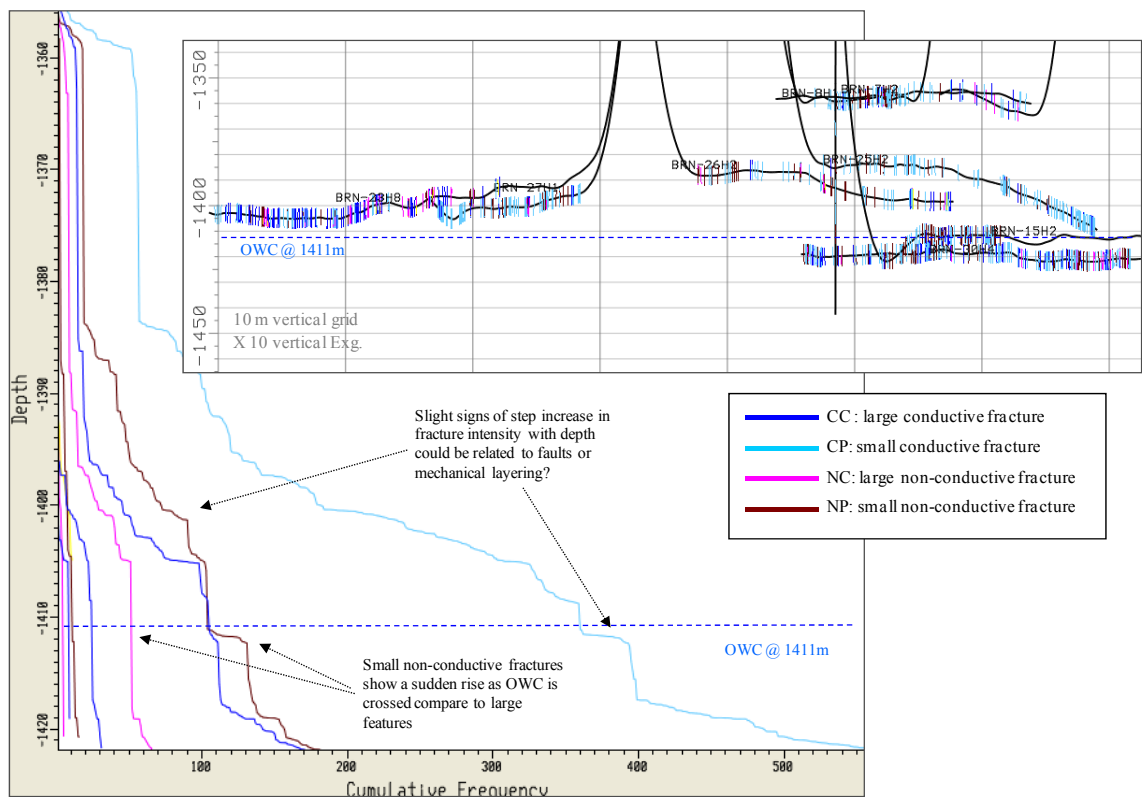 -1360
-1370
-1380
-1390
-1400
-1410
-1420
Depth
100
200
300
400
500
Cumulative Frequency
-1350
-1400
-1450
BRN-8H1
BRN-7H2
BRN-26H2
BRN-25H2
BRN-28H8
BRN-27H1
BRN-15H2
OWC @ 1411m
10 m vertical grid
X 10 vertical Exg.
CC: large conductive fracture
CP: small conductive fracture
NC: large non-conductive fracture
NP: small non-conductive fracture
Slight signs of step increase in
fracture intensity with depth
could be related to faults or
mechanical layering?
OWC @ 1411m
Small non-conductive fractures
show a sudden rise as OWC is
crossed compare to large
features